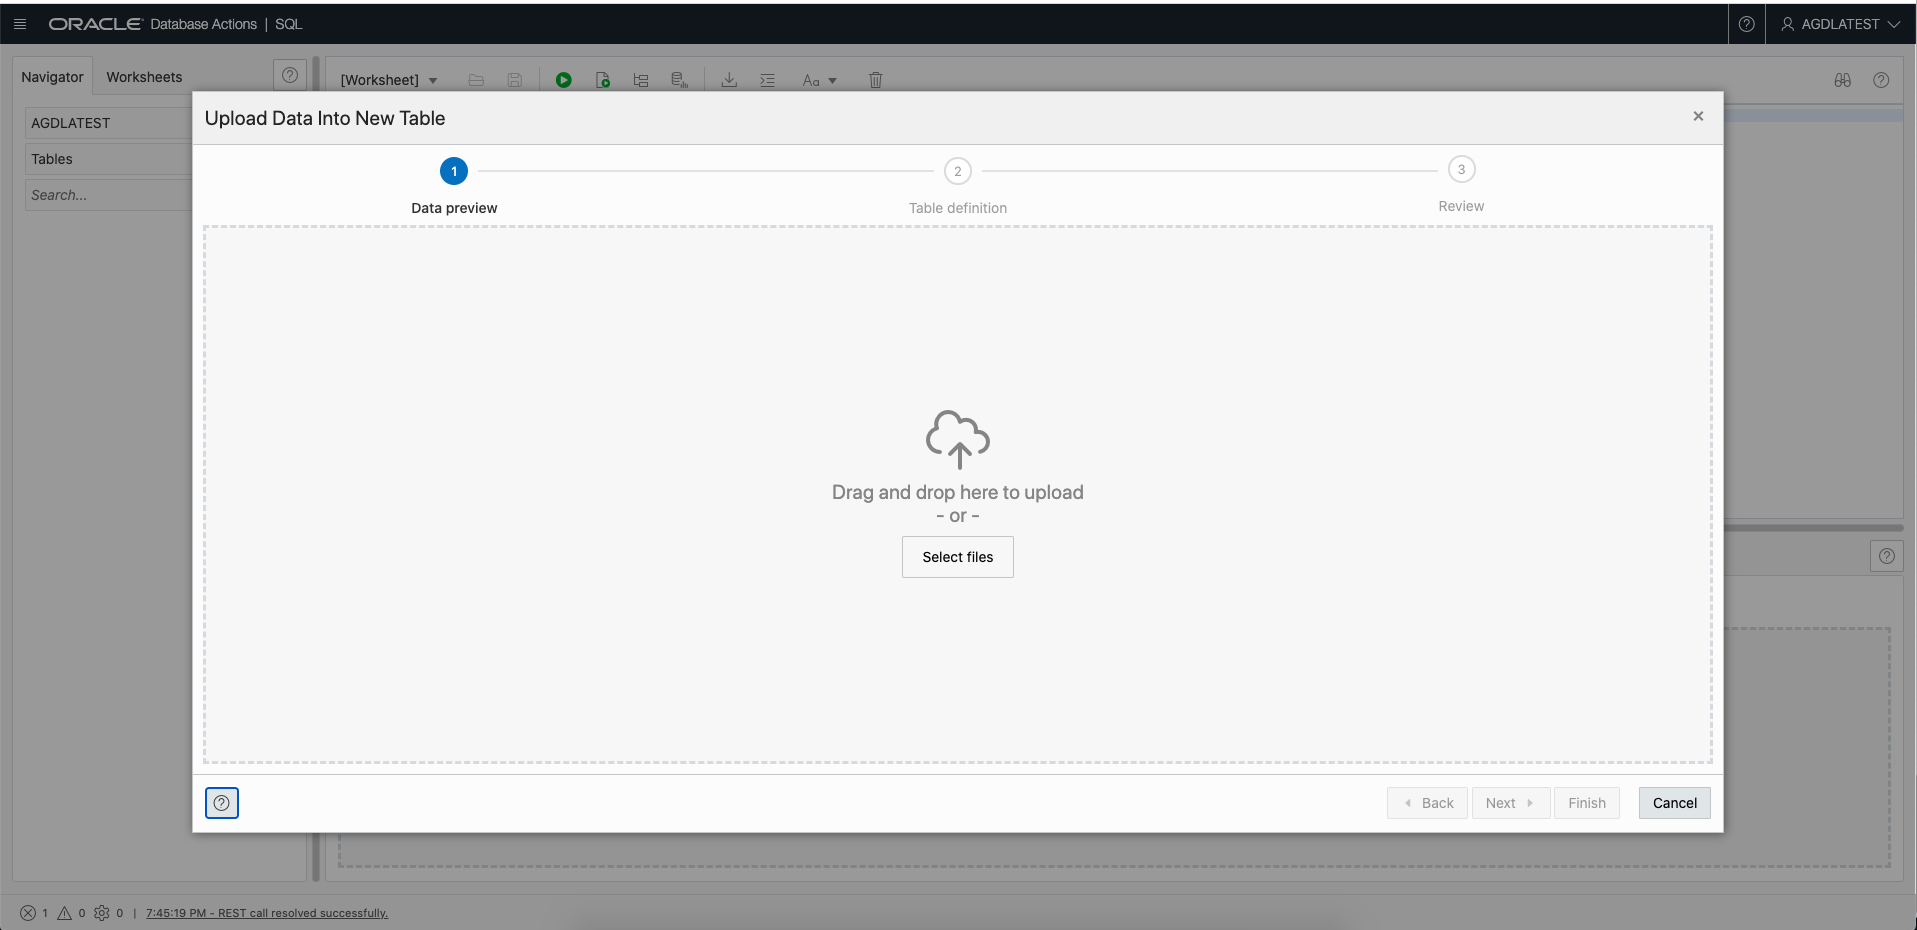 ORACLE Database Actions | SQL
AGDLATEST
Navigator
Worksheets
[Worksheet]
Aa
AGDLATEST
Tables
Search...
Upload Data Into New Table
1
2
3
Data preview
Table definition
Review
Drag and drop here to upload
- or -
Select files
Back
Next
Finish
Cancel
1 0 0 | 7:45:19 PM - REST call resolved successfully.